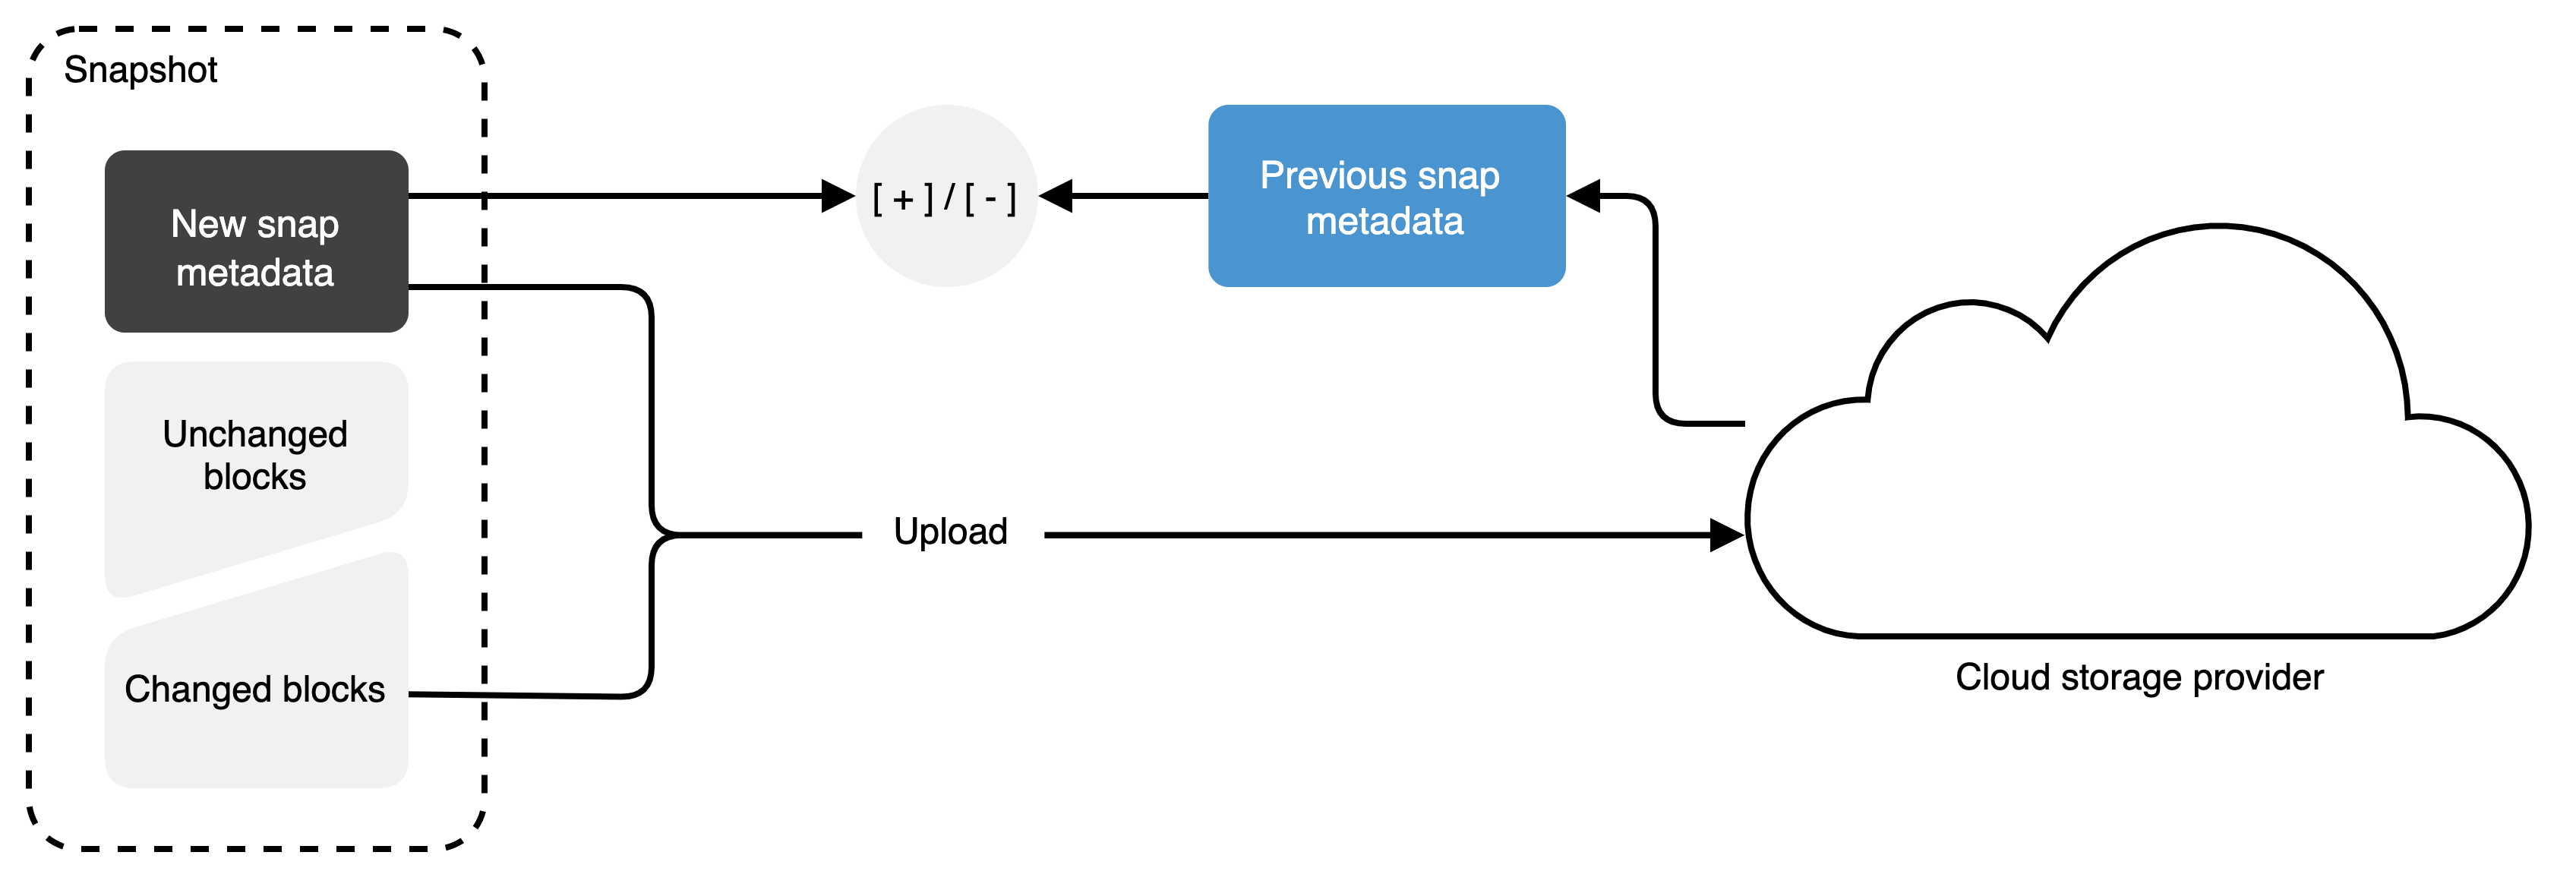 Snapshot
New snap
metadata
[ + ] / [ - ]
Previous snap
metadata
Unchanged
blocks
Upload
Changed blocks
Cloud storage provider